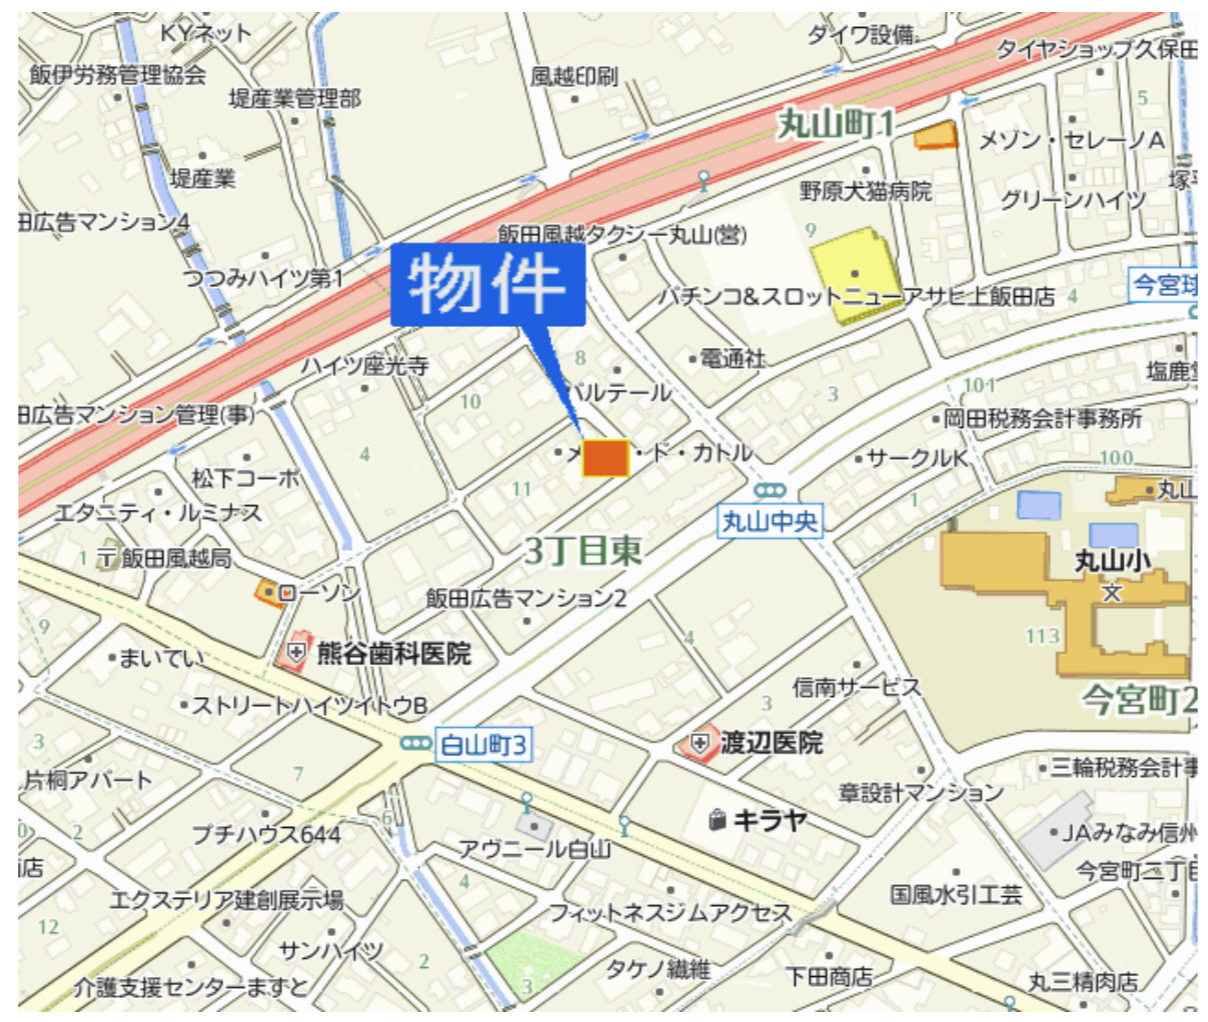 KYネット
ダイワ設備
タイヤショップ久保田
飯伊労務管理協会
風越印刷
堤産業管理部
5
丸山町1
メゾン・セレーノA
堤産業
野原犬猫病院
グリーンハイツ
塚平
田広告マンション4
飯田風越タクシー丸山(営)
9
物件
つつみハイツ第1
パチンコ&スロットニューアサヒ上飯田店
4
今宮球
ハイツ座光寺
8
電通社
塩鹿堂
パルテール
3
101
10
田広告マンション管理(事)
岡田税務会計事務所
4
メ
・ド・カトル
サークルK
100
松下コーポ
11
丸山
1
エタニティ・ルミナス
丸山中央
1
飯田風越局
3丁目東
丸山小
ローソン
飯田広告マンション2
9
4
113
まいてい
熊谷歯科医院
信南サービス
3
今宮町2
ストリートハイツイトウB
3
白山町3
渡辺医院
三輪税務会計事
片桐アパート
7
章設計マンション
キラヤ
0
2
プチハウス644
6
JAみなみ信州
店
アヴニール白山
今宮町二丁目
4
エクステリア建創展示場
国風水引工芸
12
フィットネスジムアクセス
サンハイツ
2
タケノ繊維
下田商店
介護支援センターますと
3
丸三精肉店